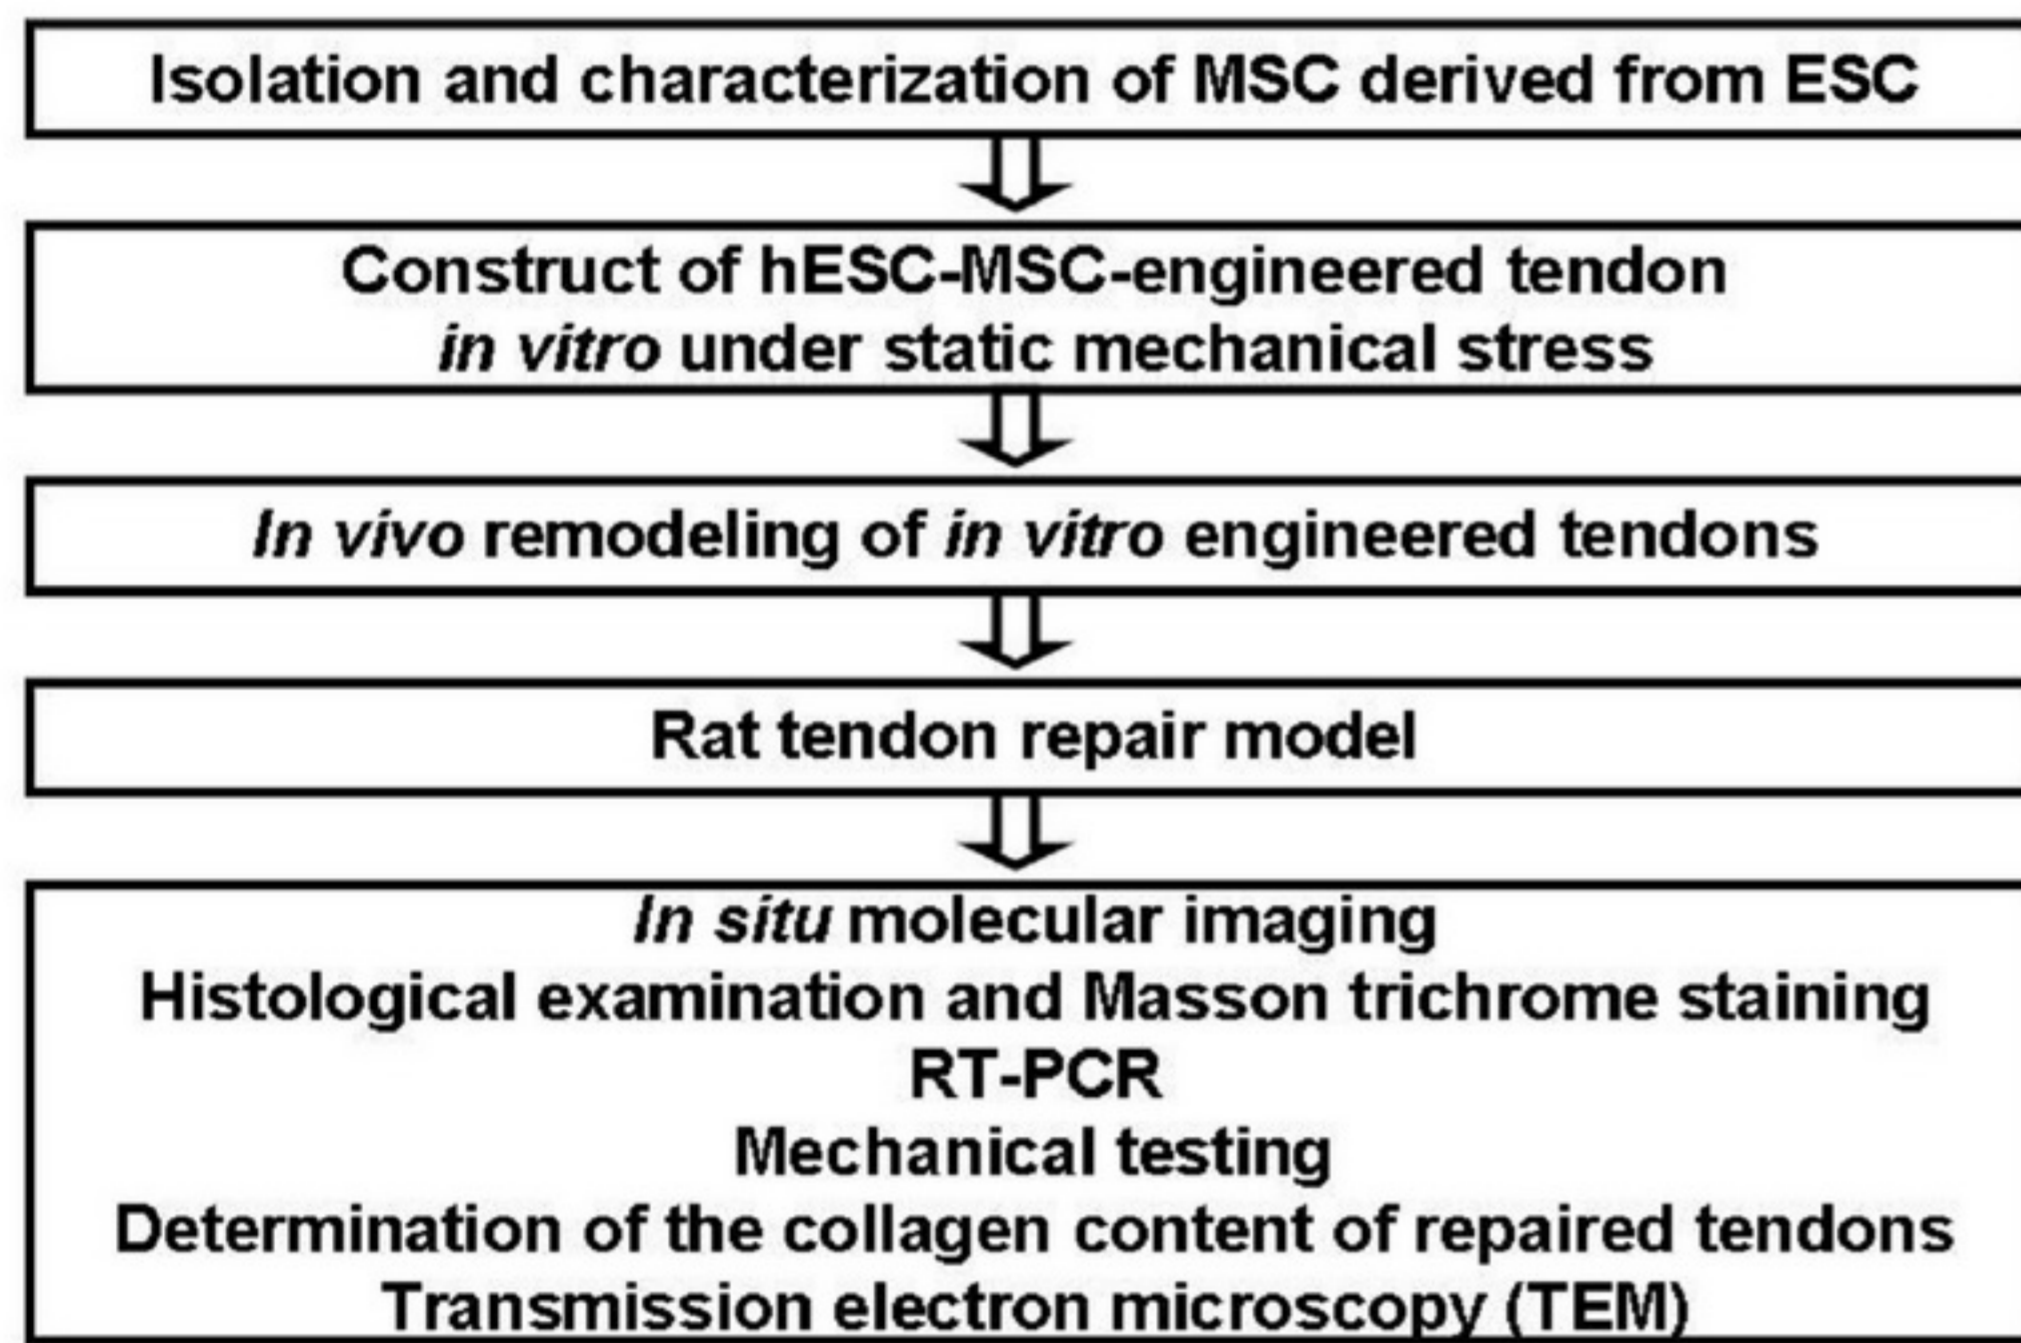 Isolation and characterization of MSC derived from ESC
Construct of hESC-MSC-engineered tendon
in vitro under static mechanical stress
In vivo remodeling of in vitro engineered tendons
Rat tendon repair model
In situ molecular imaging
Histological examination and Masson trichrome staining
RT-PCR
Mechanical testing
Determination of the collagen content of repaired tendons
Transmission electron microscopy (TEM)